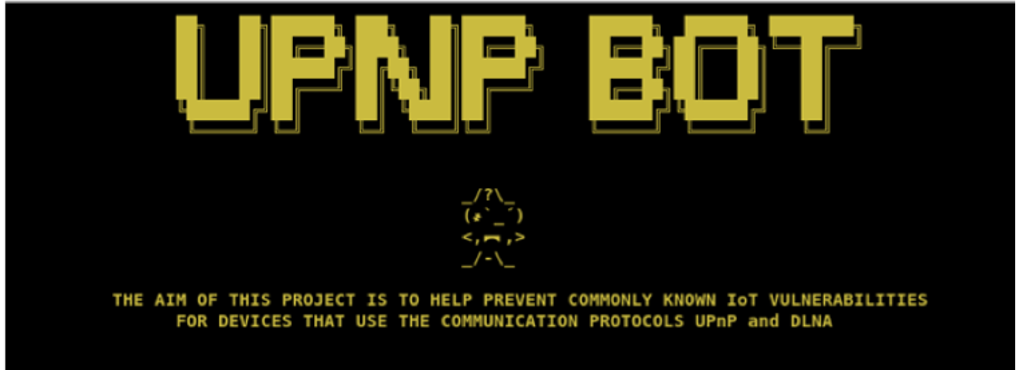 UPNP BOT
_/?\_
<,▬,>
_/-\_
THE AIM OF THIS PROJECT IS TO HELP PREVENT COMMONLY KNOWN IoT VULNERABILITIES
FOR DEVICES THAT USE THE COMMUNICATION PROTOCOLS UPnP and DLNA